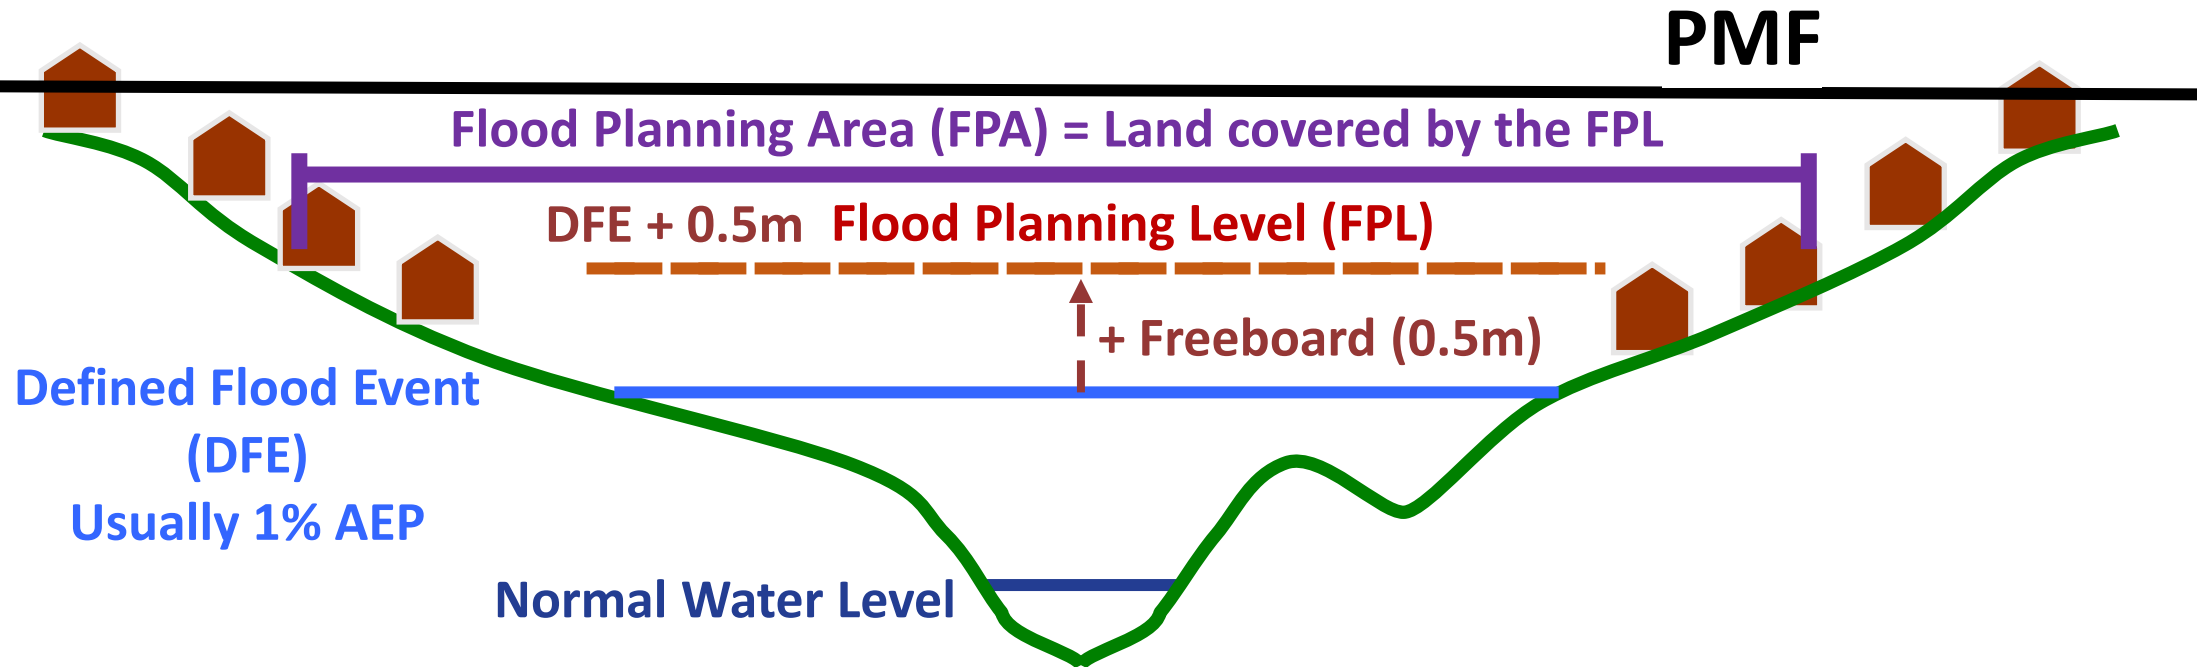 PMF
Flood Planning Area (FPA) = Land covered by the FPL
DFE + 0.5m Flood Planning Level (FPL)
+ Freeboard (0.5m)
Defined Flood Event
(DFE)
Usually 1% AEP
Normal Water Level